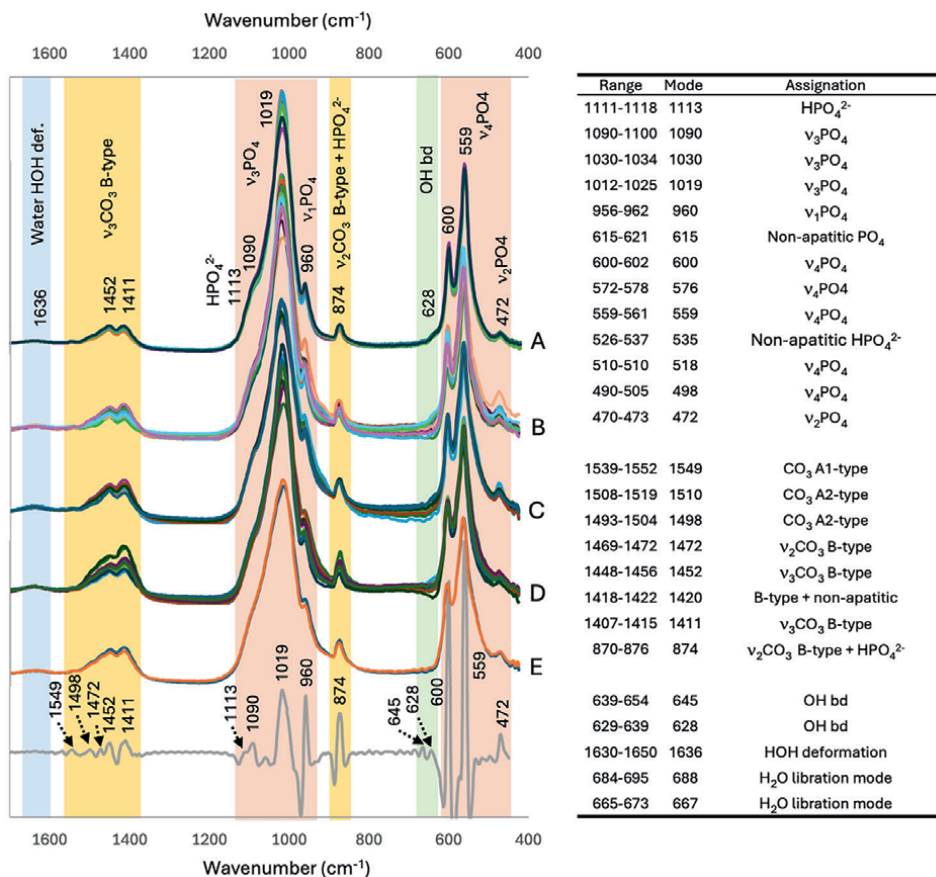 Wavenumber (cm⁻¹)
1600 1400 1200 1000 800 600 400
Water HOH def.
1636
ν₃CO₃ B-type
1452
1411
HPO₄²⁻
1113
1090
ν₃PO₄
1019
ν₁PO₄
960
ν₂CO₃ B-type + HPO₄²⁻
874
OH bd
628
ν₄PO4
559
600
ν₂PO4
472
A
B
C
D
E
1549
1498
1472
1452
1411
1113
1090
1019
960
874
645
628
600
559
472
1600 1400 1200 1000 800 600 400
Wavenumber (cm⁻¹)
Range Mode Assignation
1111-1118 1113 HPO₄²⁻
1090-1100 1090 ν₃PO₄
1030-1034 1030 ν₃PO₄
1012-1025 1019 ν₃PO₄
956-962 960 ν₁PO₄
615-621 615 Non-apatitic PO₄
600-602 600 ν₄PO₄
572-578 576 ν₄PO4
559-561 559 ν₄PO₄
526-537 535 Non-apatitic HPO₄²⁻
510-510 518 ν₄PO₄
490-505 498 ν₄PO₄
470-473 472 ν₂PO₄
1539-1552 1549 CO₃ A1-type
1508-1519 1510 CO₃ A2-type
1493-1504 1498 CO₃ A2-type
1469-1472 1472 ν₂CO₃ B-type
1448-1456 1452 ν₃CO₃ B-type
1418-1422 1420 B-type + non-apatitic
1407-1415 1411 ν₃CO₃ B-type
870-876 874 ν₂CO₃ B-type + HPO₄²⁻
639-654 645 OH bd
629-639 628 OH bd
1630-1650 1636 HOH deformation
684-695 688 H₂O libration mode
665-673 667 H₂O libration mode